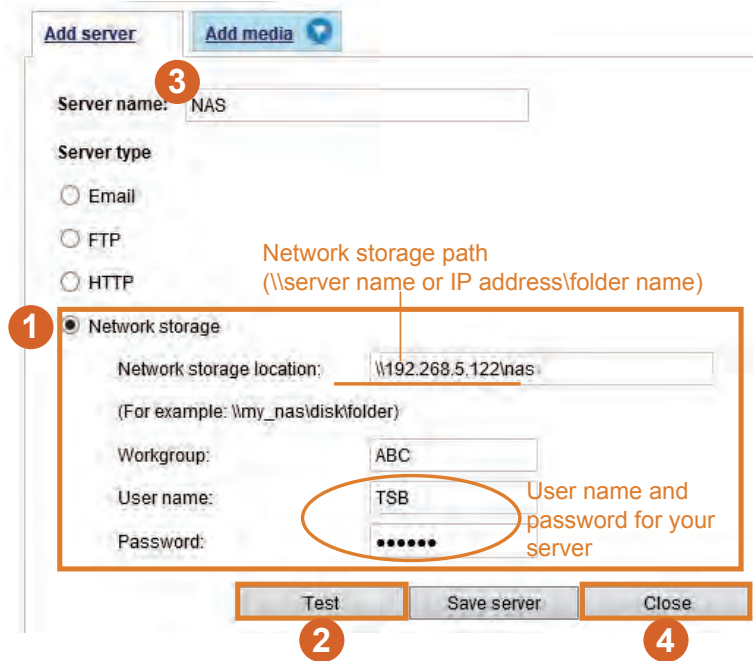 Add server
Add media
3
Server name: NAS
Server type
Email
FTP
HTTP
Network storage path
(\\server name or IP address\folder name)
1
Network storage
Network storage location: \\192.268.5.122\nas
(For example: \\my_nas\disk\folder)
Workgroup: ABC
User name: TSB
Password: ••••••
User name and
password for your
server
Test
Save server
Close
2
4